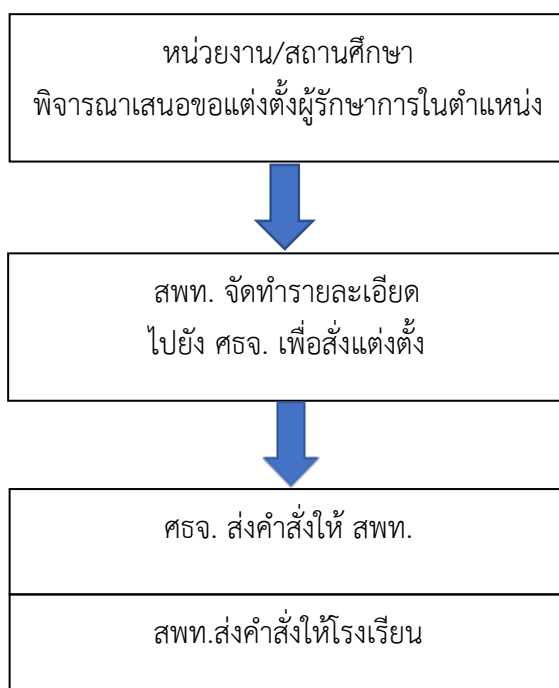 หน่วยงาน/สถานศึกษา
พิจารณาเสนอขอแต่งตั้งผู้รักษาการในตำแหน่ง
สพท. จัดทำรายละเอียด
ไปยัง ศธจ. เพื่อสั่งแต่งตั้ง
ศธจ. ส่งคำสั่งให้ สพท.
สพท.ส่งคำสั่งให้โรงเรียน